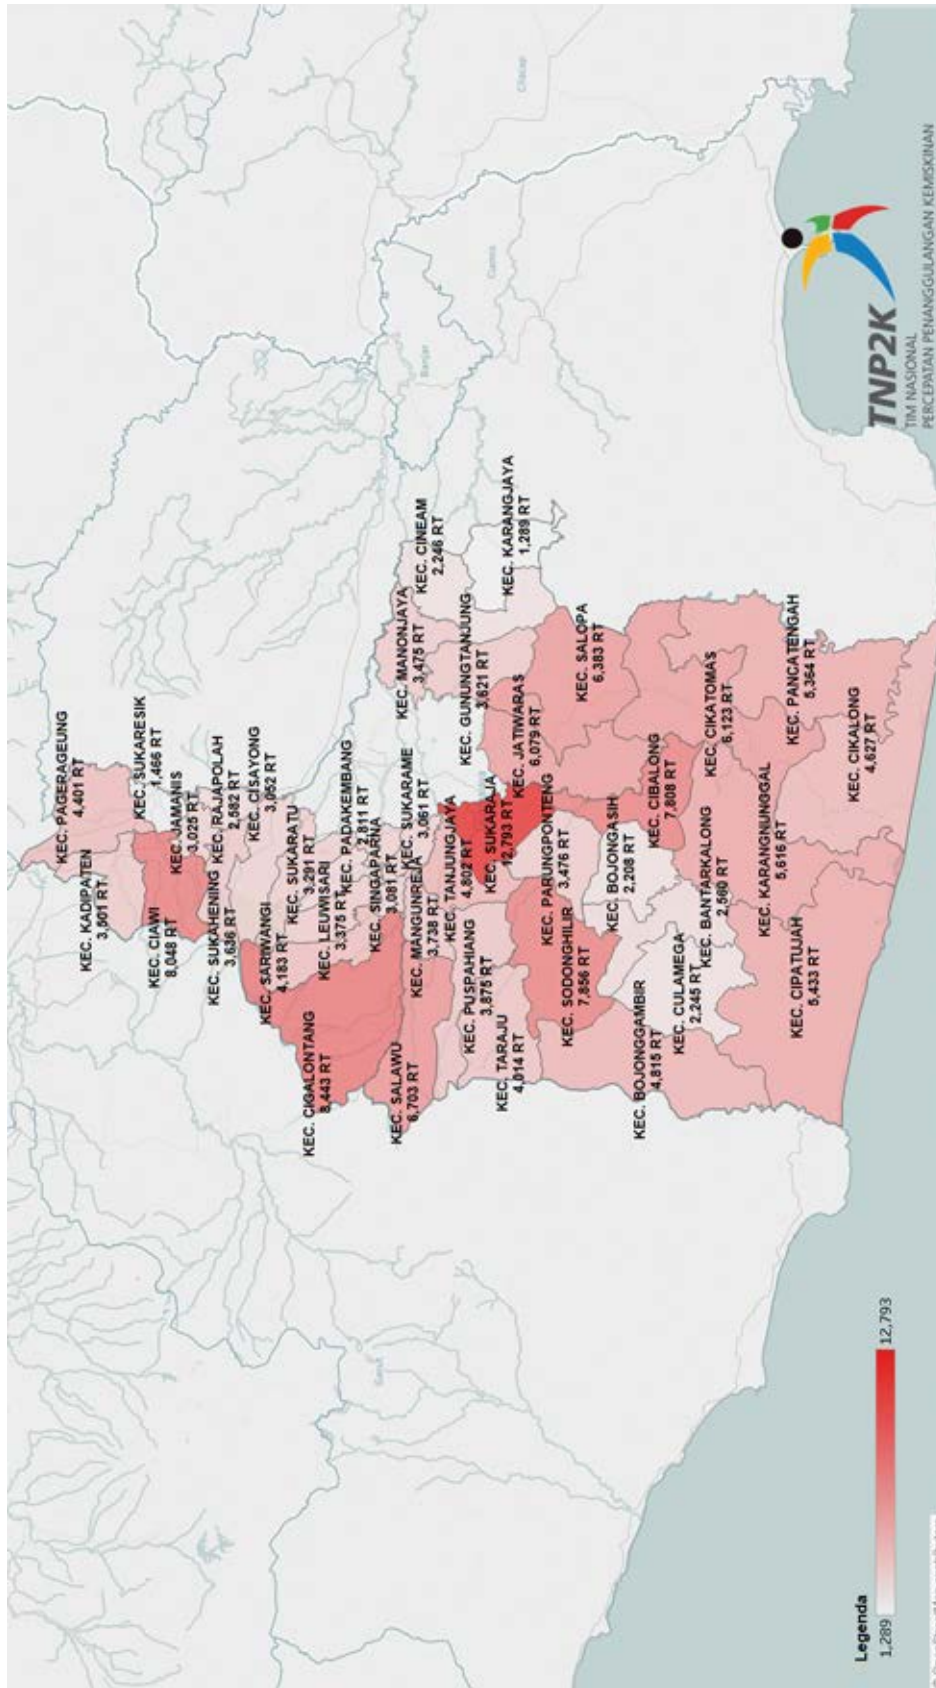 KEC. PAGERAGEUNG
4,401 RT
KEC. KADIPATEN
3,501 RT
KEC. SUKARESIK
1,466 RT
KEC. CIAWI
8,048 RT
KEC. JAMANIS
3,025 RT
KEC. RAJAPOLAH
2,582 RT
KEC. SUKAHENING
3,636 RT
KEC. CISAYONG
3,052 RT
KEC. SARIWANGI
4,183 RT
KEC. SUKARATU
3,291 RT
KEC. LEUWISARI
3,375 RT
KEC. PADAKEMBANG
2,811 RT
KEC. CIGALONTANG
8,443 RT
KEC. SINGAPARNA
3,081 RT
KEC. SUKARAME
3,061 RT
KEC. SALAWU
6,703 RT
KEC. MANGUNREJA
3,738 RT
KEC. MANONJAYA
3,475 RT
KEC. CINEAM
2,246 RT
KEC. TANJUNGJAYA
4,802 RT
KEC. GUNUNGTANJUNG
3,621 RT
KEC. PUSPAHIANG
3,875 RT
KEC. SUKARAJA
12,793 RT
KEC. KARANGJAYA
1,289 RT
KEC. TARAJU
4,014 RT
KEC. JATIWARAS
6,079 RT
KEC. PARUNGPONTENG
3,476 RT
KEC. SODONGHILIR
7,856 RT
KEC. SALOPA
6,383 RT
KEC. BOJONGASIH
2,208 RT
KEC. BOJONGGAMBIR
4,815 RT
KEC. CIBALONG
7,808 RT
KEC. CULAMEGA
2,245 RT
KEC. BANTARKALONG
2,560 RT
KEC. CIKATOMAS
6,123 RT
KEC. KARANGNUNGGAL
5,616 RT
KEC. PANCATENGAH
5,364 RT
KEC. CIPATUJAH
5,433 RT
KEC. CIKALONG
4,627 RT
Cilacap
Ciamis
Banjar
Garut
TNP2K
TIM NASIONAL
PERCEPATAN PENANGGULANGAN KEMISKINAN
Legenda
1,289
12,793